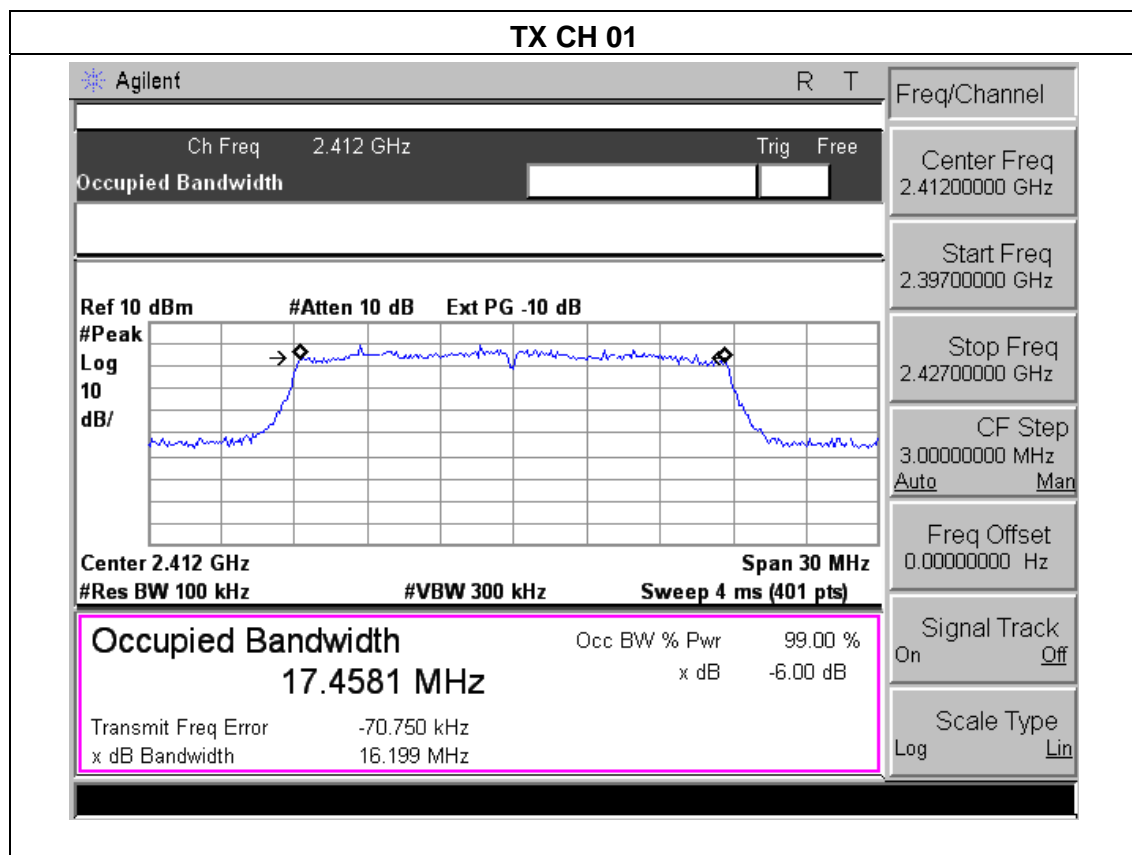 TX CH 01
Agilent R T
Freq/Channel
Ch Freq 2.412 GHz Trig Free
Occupied Bandwidth
Center Freq
2.41200000 GHz
Start Freq
2.39700000 GHz
Stop Freq
2.42700000 GHz
CF Step
3.00000000 MHz
Auto Man
Freq Offset
0.00000000 Hz
Signal Track
On Off
Scale Type
Log Lin
Ref 10 dBm #Atten 10 dB Ext PG -10 dB
#Peak
Log
10
dB/
Center 2.412 GHz Span 30 MHz
#Res BW 100 kHz #VBW 300 kHz Sweep 4 ms (401 pts)
Occupied Bandwidth Occ BW % Pwr 99.00 %
17.4581 MHz x dB -6.00 dB
Transmit Freq Error -70.750 kHz
x dB Bandwidth 16.199 MHz